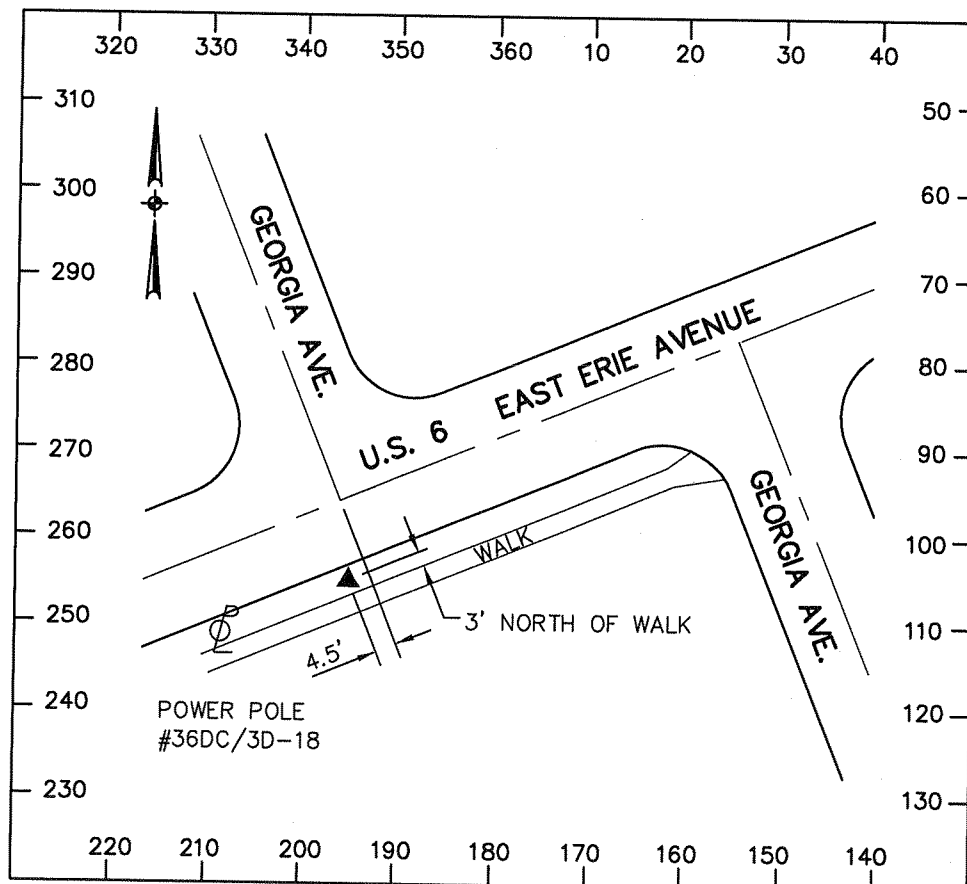 320 330 340 350 360 10 20 30 40
310 50
300 60
290 70
280 80
270 90
260 100
250 110
240 120
230 130
GEORGIA AVE.
U.S. 6 EAST ERIE AVENUE
GEORGIA AVE.
WALK
3' NORTH OF WALK
4.5'
POWER POLE
#36DC/3D-18
220 210 200 190 180 170 160 150 140